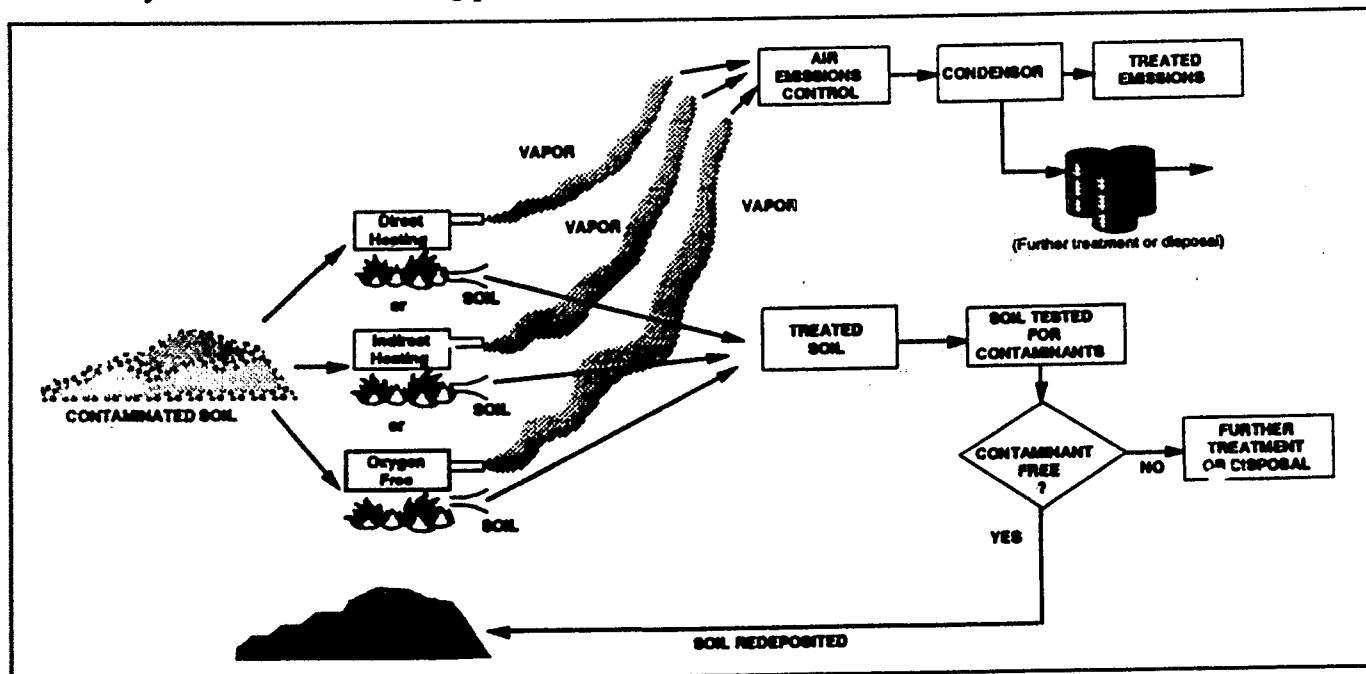 AIR
EMISSIONS
CONTROL
CONDENSOR
TREATED
EMISSIONS
VAPOR
VAPOR
VAPOR
(Further treatment or disposal)
Direct
Heating
SOIL
or
Indirect
Heating
SOIL
or
Oxygen
Free
SOIL
CONTAMINATED SOIL
TREATED
SOIL
SOIL TESTED
FOR
CONTAMINANTS
CONTAMINANT
FREE
?
NO
FURTHER
TREATMENT
OR DISPOSAL
YES
SOIL REDEPOSITED